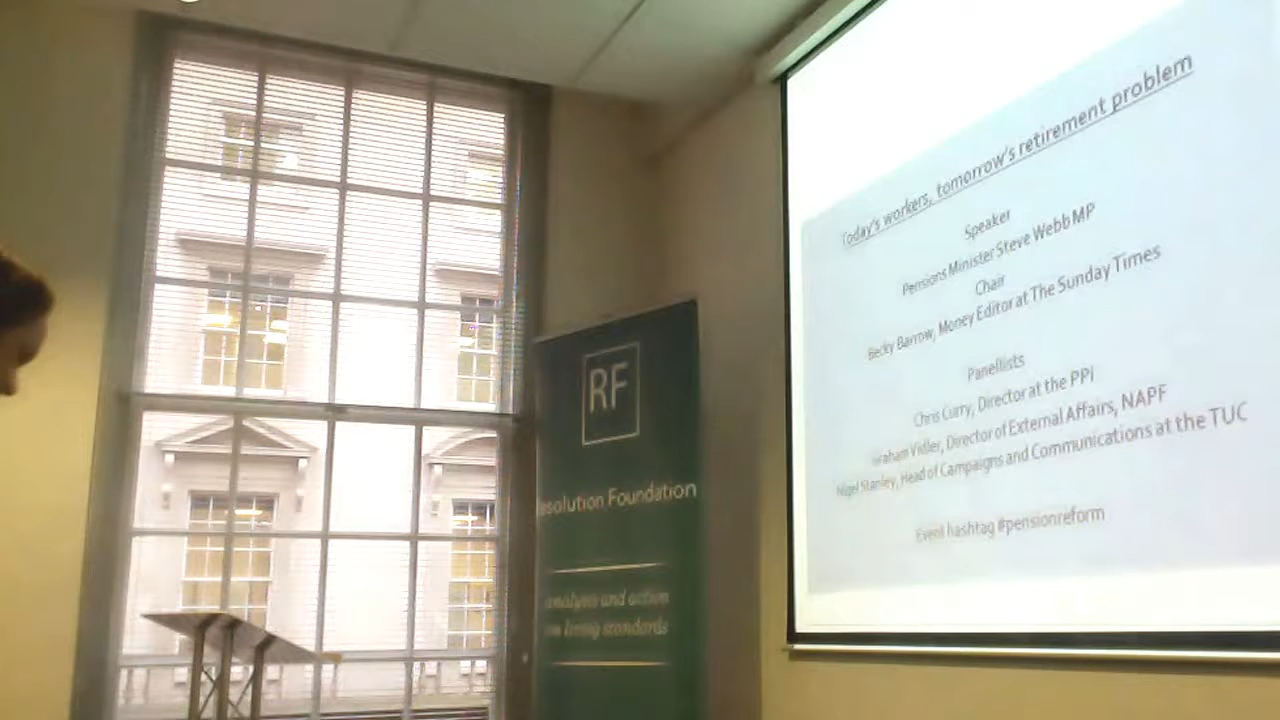 RF
Resolution Foundation
analysis and action
on living standards
Today's workers, tomorrow's retirement problem
Speaker
Pensions Minister Steve Webb MP
Chair
Becky Barrow, Money Editor at The Sunday Times
Panellists
Chris Curry, Director at the PPI
Graham Vidler, Director of External Affairs, NAPF
Nigel Stanley, Head of Campaigns and Communications at the TUC
Event hashtag #pensionreform